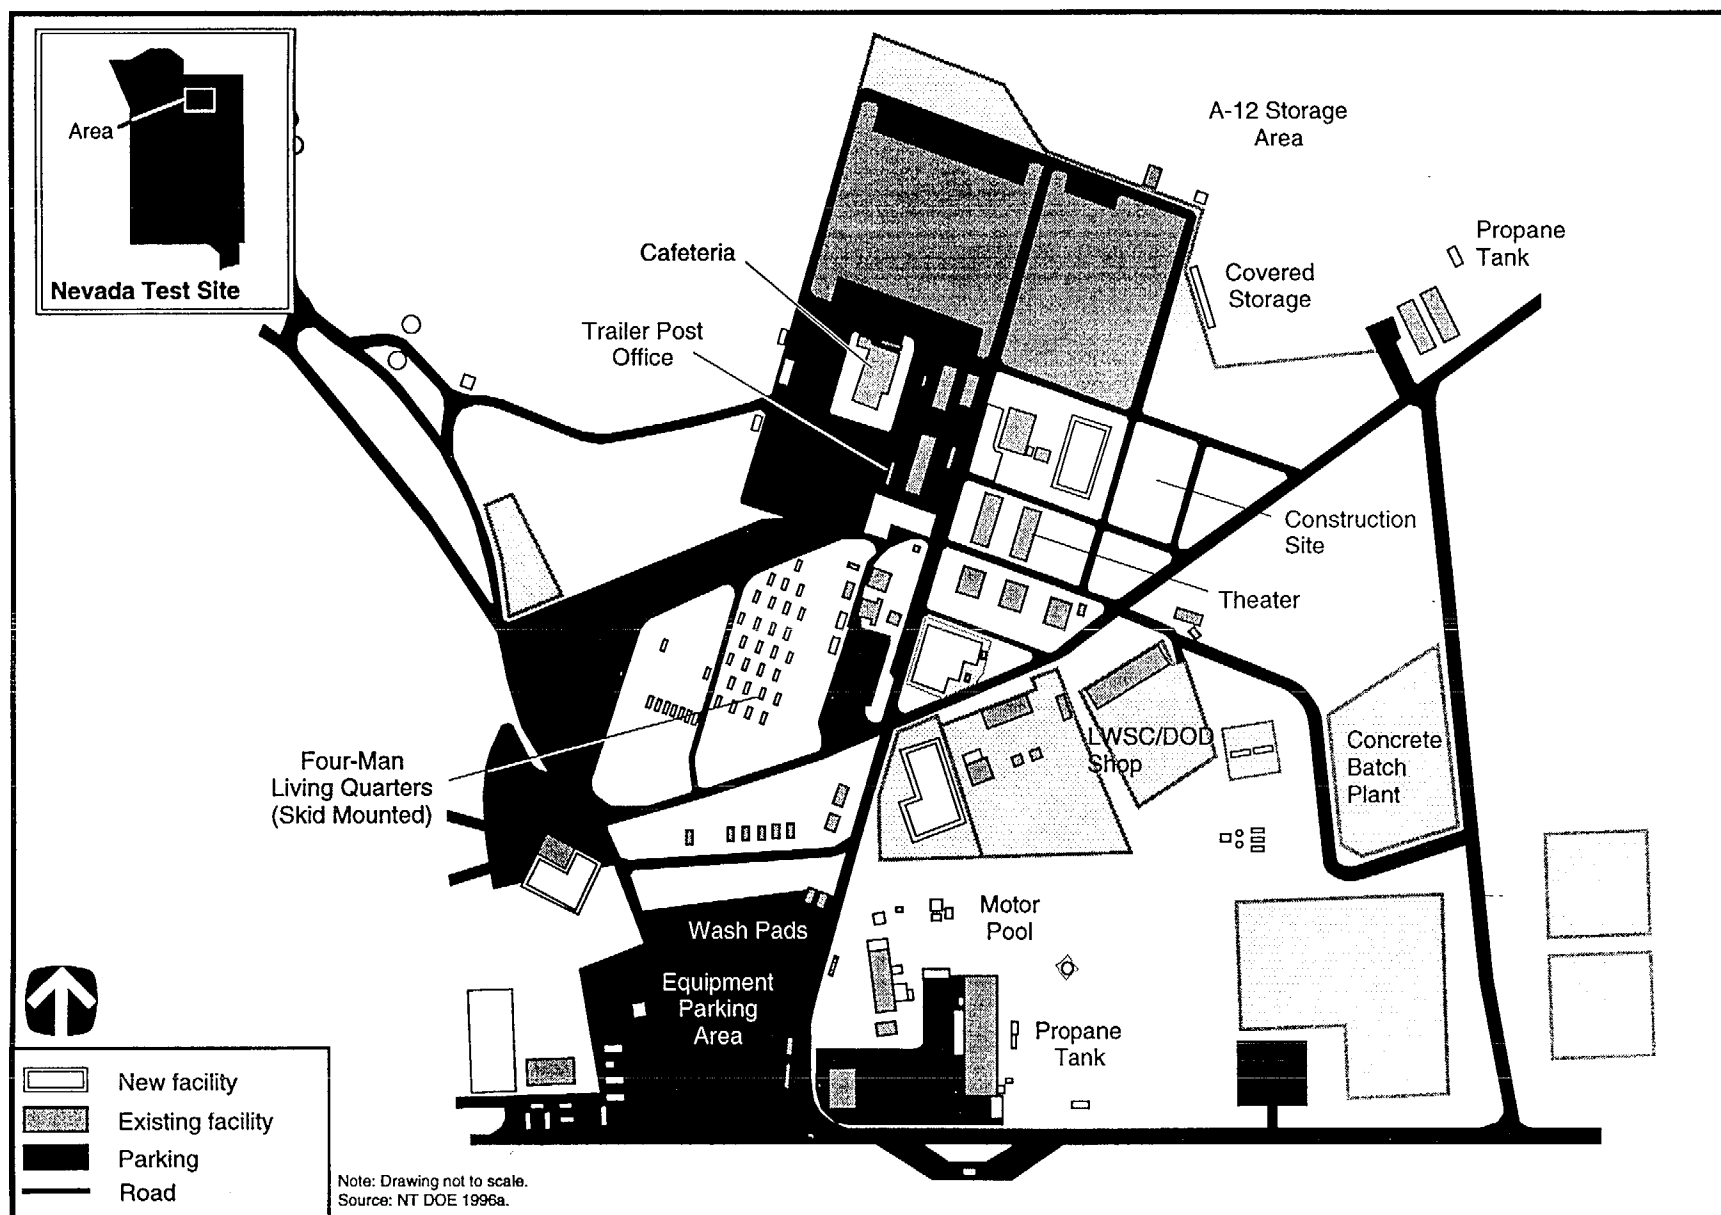 Area
Nevada Test Site
A-12 Storage
Area
Propane
Tank
Cafeteria
Covered
Storage
Trailer Post
Office
Construction
Site
Theater
Four-Man
Living Quarters
(Skid Mounted)
LWSC/DOD
Shop
Concrete
Batch
Plant
Wash Pads
Motor
Pool
Equipment
Parking
Area
Propane
Tank
New facility
Existing facility
Parking
Road
Note: Drawing not to scale.
Source: NT DOE 1996a.